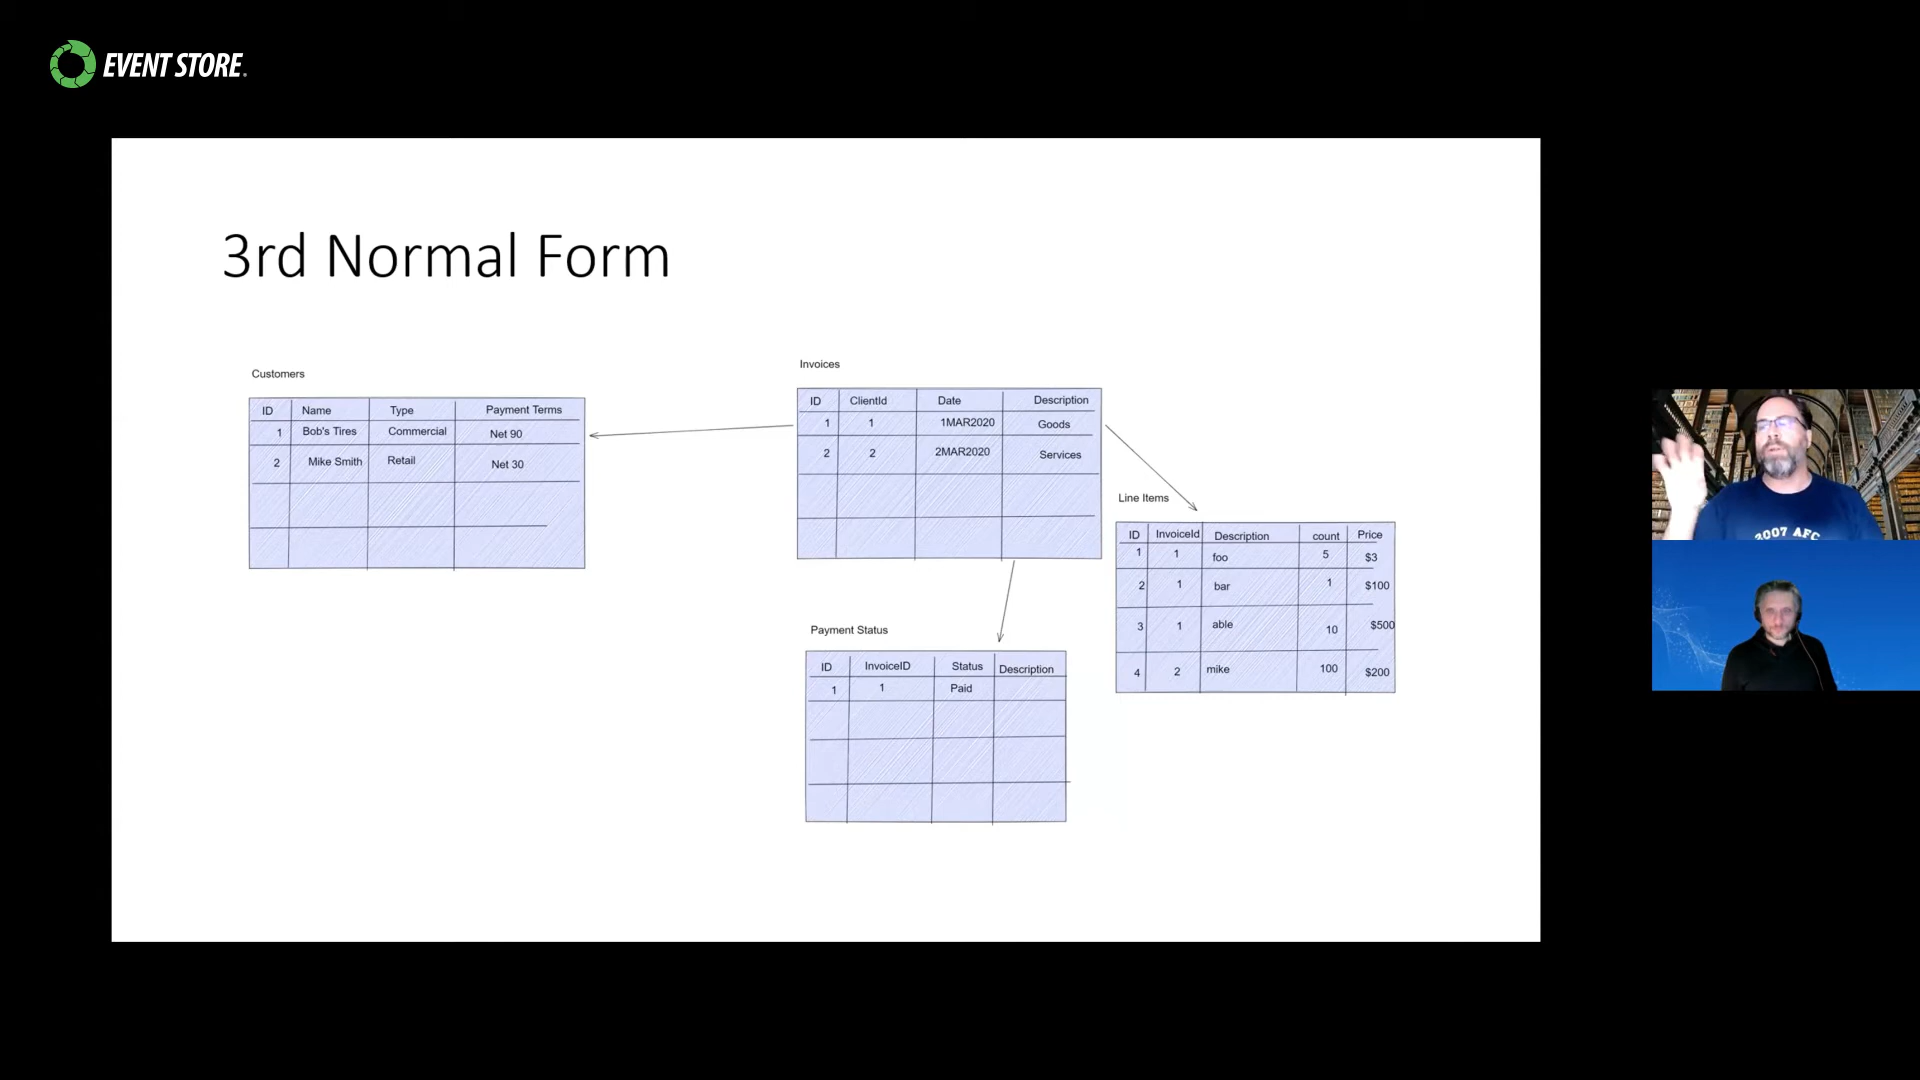 EVENT STORE
3rd Normal Form
Customers
ID Name Type Payment Terms
1 Bob's Tires Commercial Net 90
2 Mike Smith Retail Net 30
Invoices
ID ClientId Date Description
1 1 1MAR2020 Goods
2 2 2MAR2020 Services
Line Items
ID InvoiceId Description count Price
1 1 foo 5 $3
2 1 bar 1 $100
3 1 able 10 $500
4 2 mike 100 $200
Payment Status
ID InvoiceID Status Description
1 1 Paid
2007 AFC